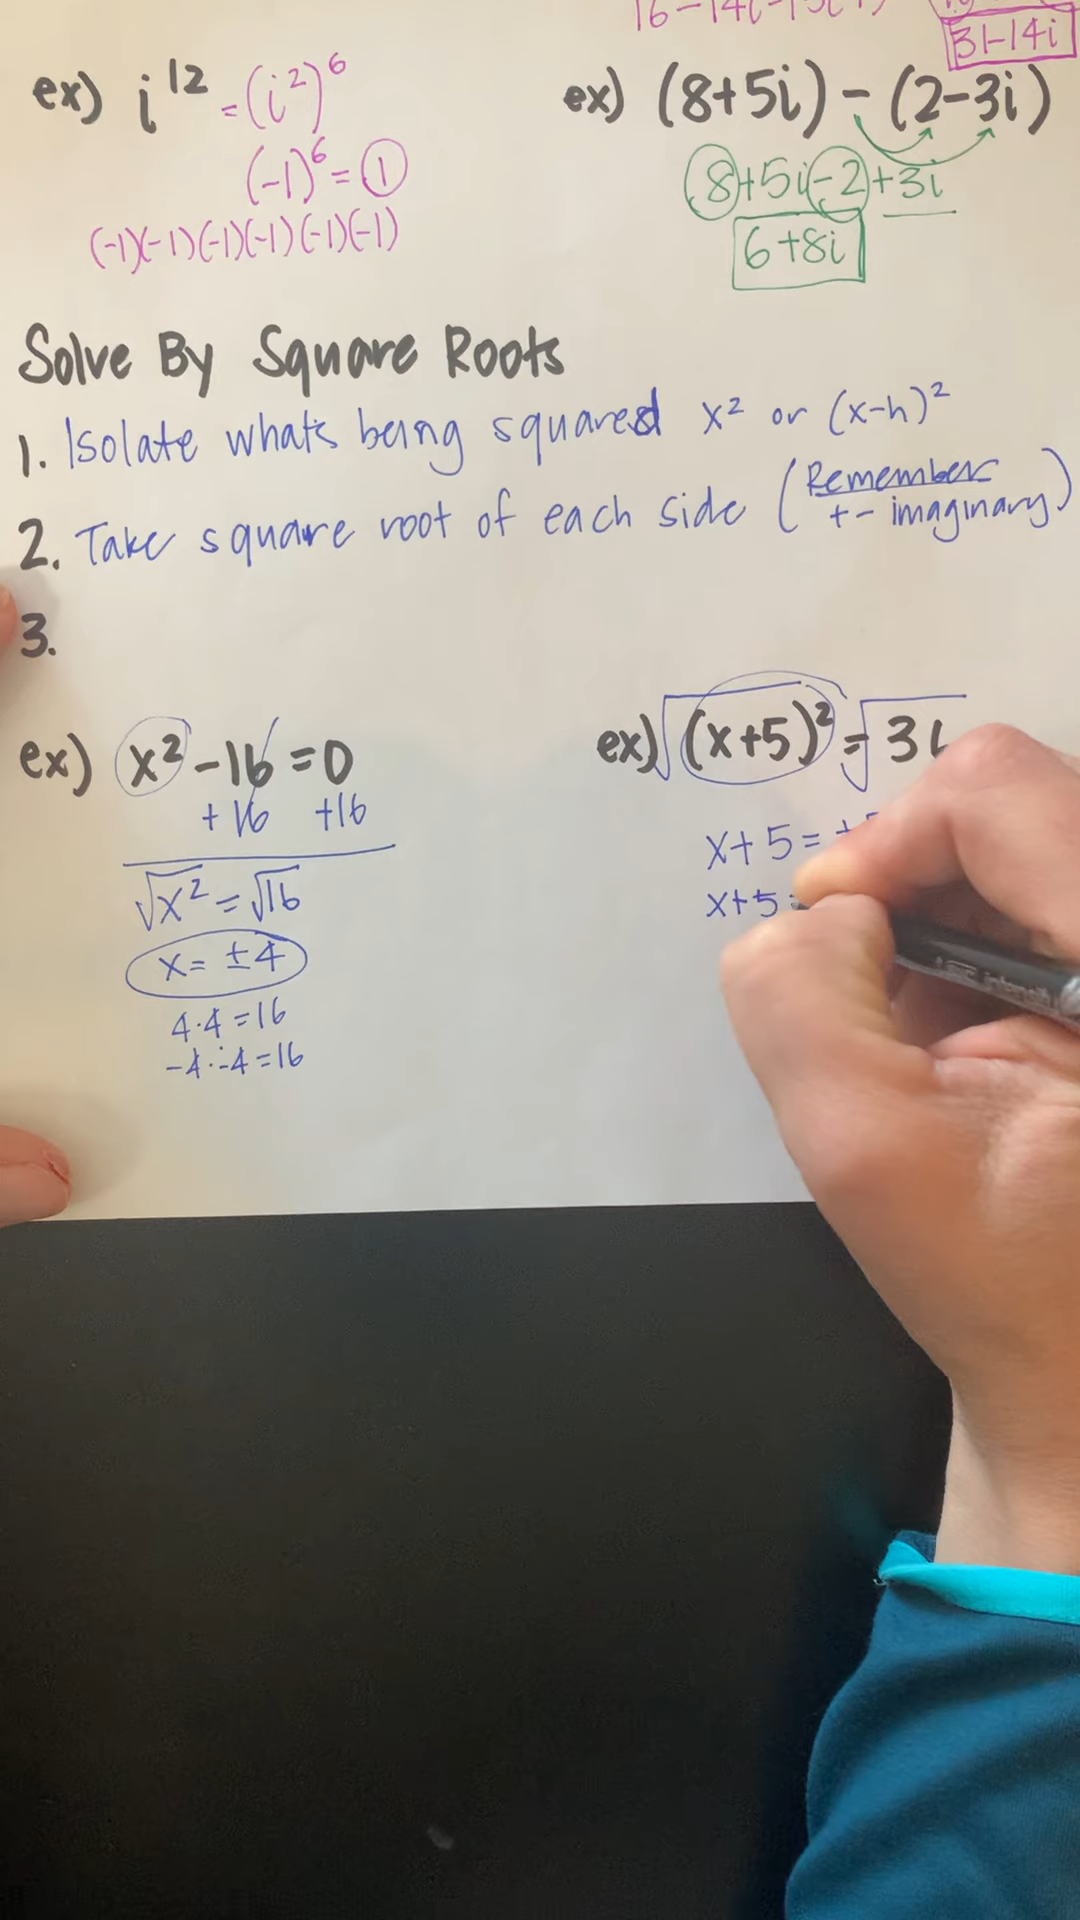 31-14i
ex) i¹² = (i²)⁶
(-1)⁶ = 1
(-1)(-1)(-1)(-1)(-1)(-1)
ex) (8+5i) - (2-3i)
8+5i-2+3i
6+8i
Solve By Square Roots
1. Isolate whats being squared x² or (x-h)²
2. Take square root of each side (Remember +- imaginary)
3.
ex) x² -16 = 0
+16 +16
√x² = √16
x = ±4
4·4 = 16
-4·-4 = 16
ex) √(x+5)² = √3
x+5 = ±
x+5 =